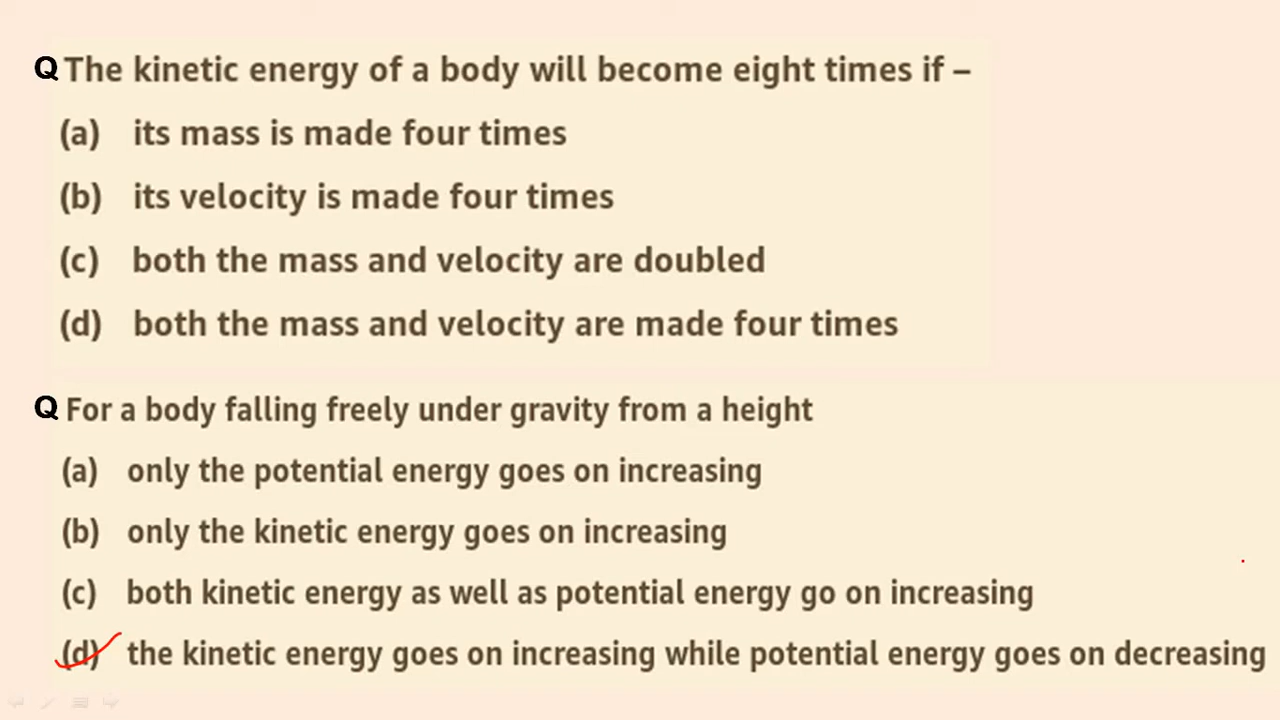 Q The kinetic energy of a body will become eight times if –
(a) its mass is made four times
(b) its velocity is made four times
(c) both the mass and velocity are doubled
(d) both the mass and velocity are made four times
Q For a body falling freely under gravity from a height
(a) only the potential energy goes on increasing
(b) only the kinetic energy goes on increasing
(c) both kinetic energy as well as potential energy go on increasing
(d) the kinetic energy goes on increasing while potential energy goes on decreasing